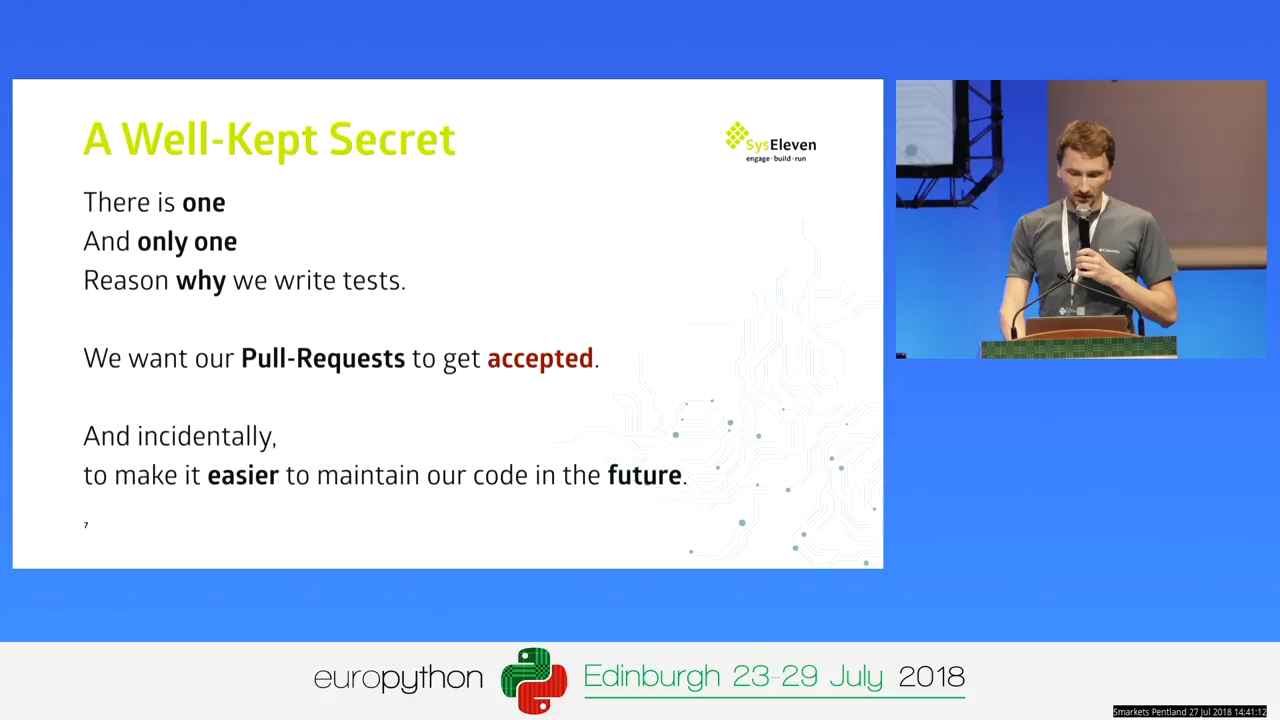 A Well-Kept Secret
SysEleven
engage·build·run
There is one
And only one
Reason why we write tests.
We want our Pull-Requests to get accepted.
And incidentally,
to make it easier to maintain our code in the future.
7
europython
Edinburgh 23-29 July 2018
Smarkets Pentland 27 Jul 2018 14:41:12